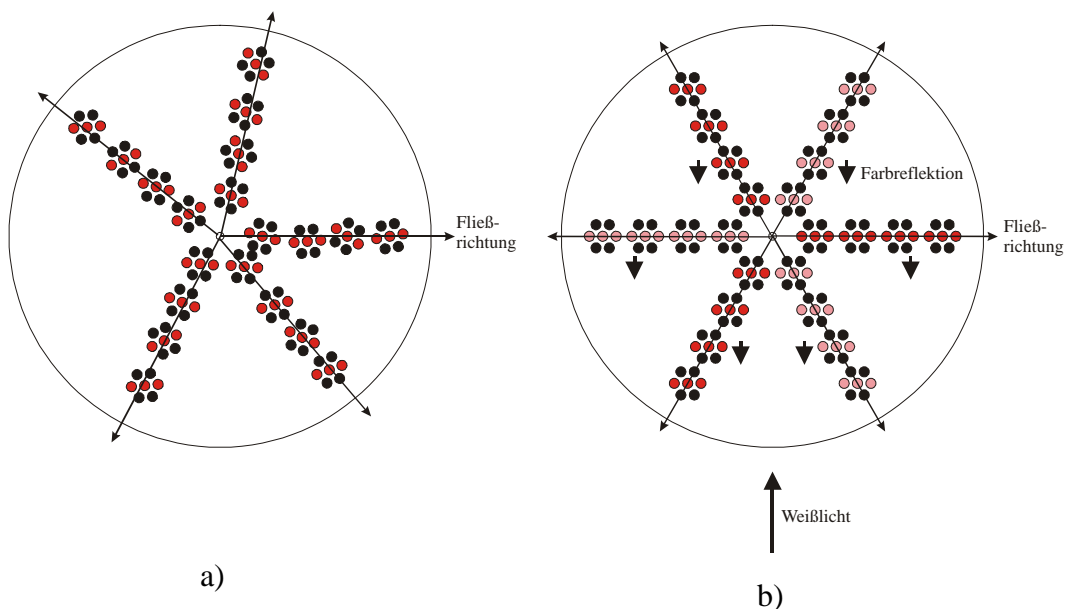 Fließ-
richtung
Farbreflektion
Fließ-
richtung
Weißlicht
a)
b)